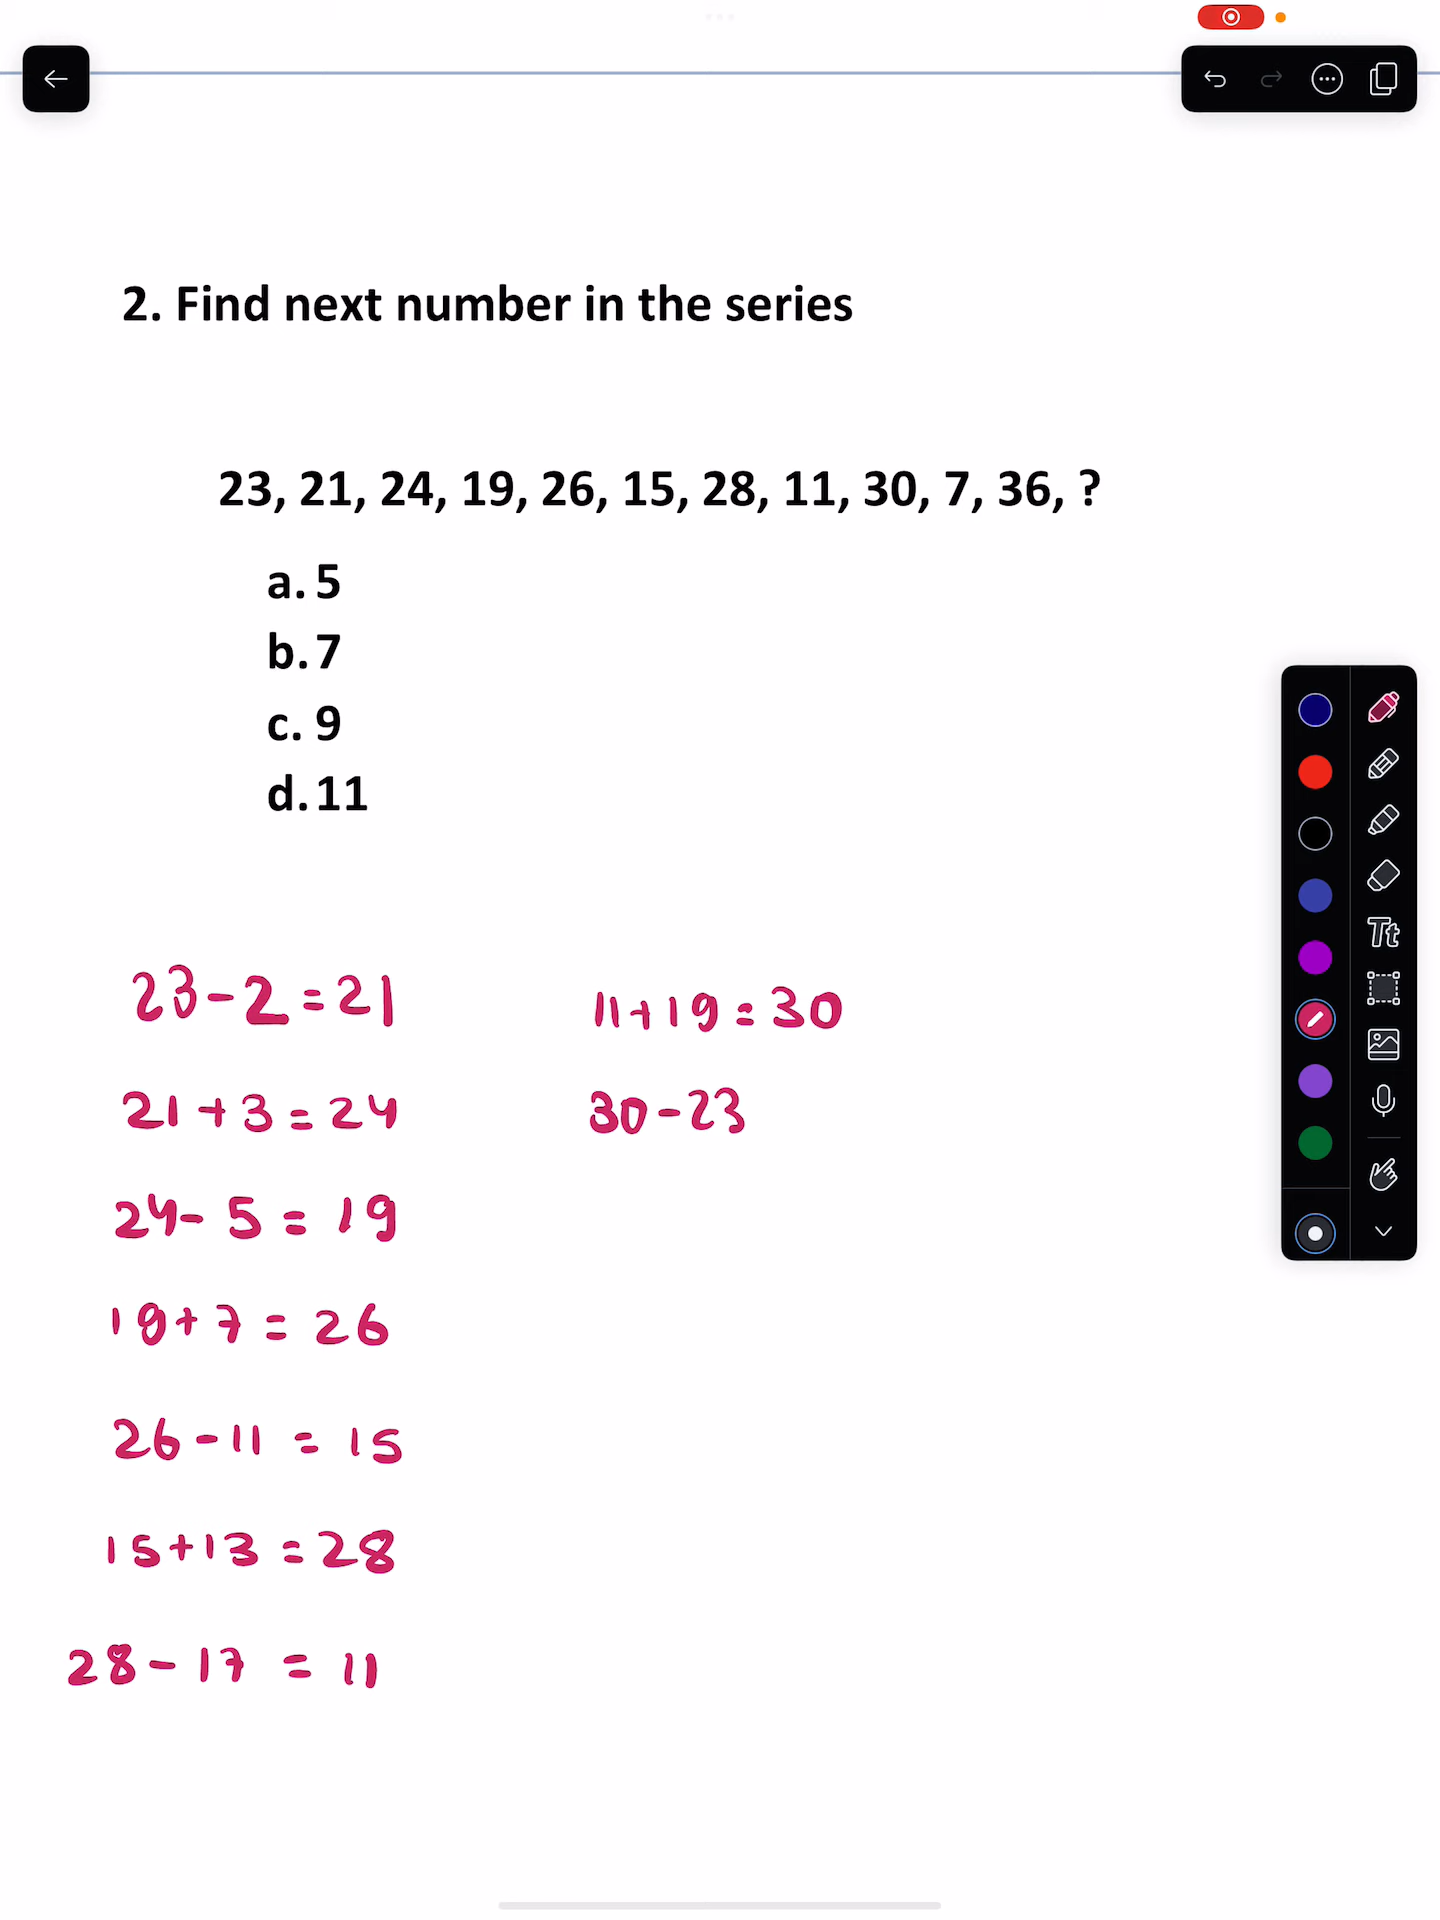 2. Find next number in the series
23, 21, 24, 19, 26, 15, 28, 11, 30, 7, 36, ?
a. 5
b. 7
c. 9
d. 11
23-2=21
21+3=24
24-5=19
19+7=26
26-11=15
15+13=28
28-17=11
11+19=30
30-23
Tt